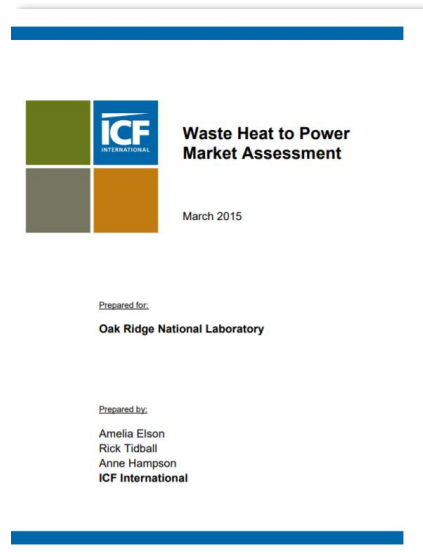 ICF
INTERNATIONAL
Waste Heat to Power
Market Assessment
March 2015
Prepared for:
Oak Ridge National Laboratory
Prepared by:
Amelia Elson
Rick Tidball
Anne Hampson
ICF International